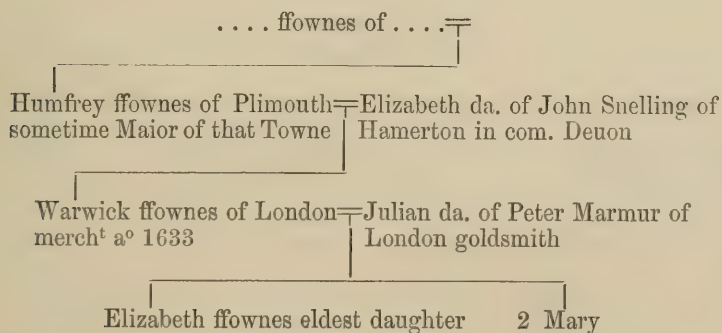 .... ffownes of ....
Humfrey ffownes of Plimouth
sometime Maior of that Towne
Elizabeth da. of John Snelling of
Hamerton in com. Deuon
Warwick ffownes of London
merchᵗ aᵒ 1633
Julian da. of Peter Marmur of
London goldsmith
Elizabeth ffownes eldest daughter
2 Mary